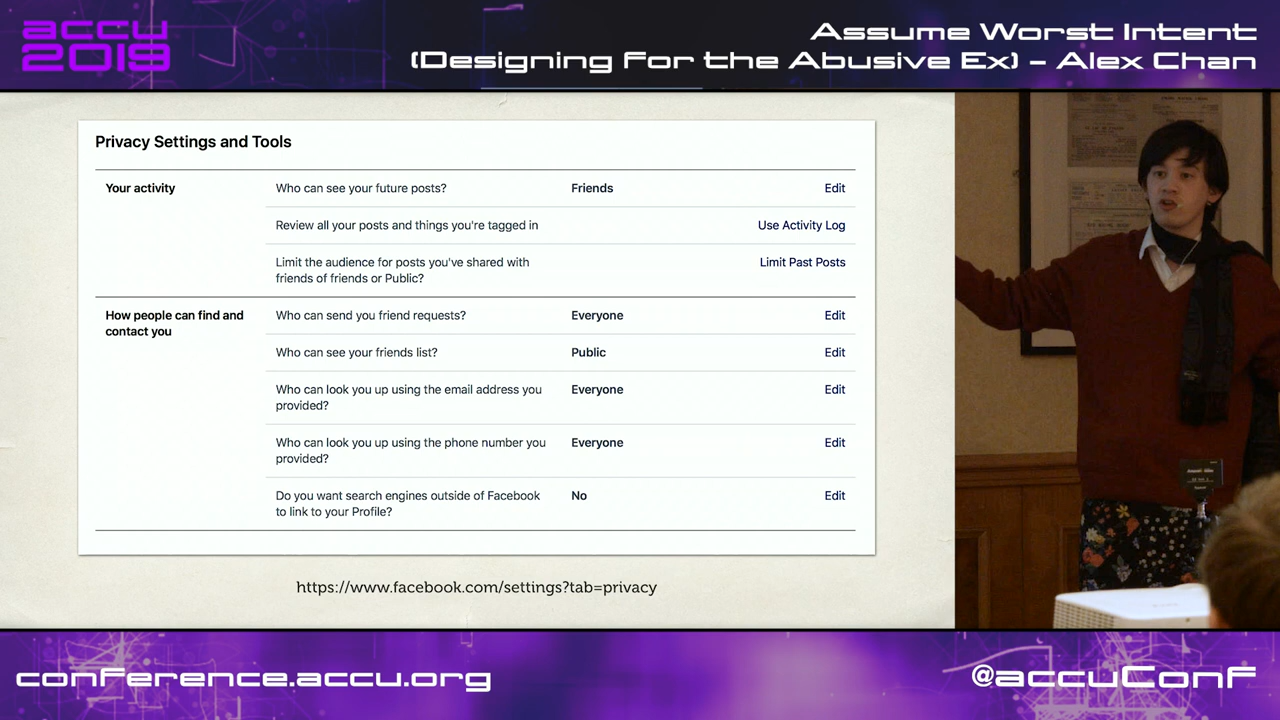 accu
2019
Assume Worst Intent
(Designing For the Abusive Ex) – Alex Chan
Privacy Settings and Tools
Your activity
Who can see your future posts?
Friends
Edit
Review all your posts and things you're tagged in
Use Activity Log
Limit the audience for posts you've shared with
friends of friends or Public?
Limit Past Posts
How people can find and
contact you
Who can send you friend requests?
Everyone
Edit
Who can see your friends list?
Public
Edit
Who can look you up using the email address you
provided?
Everyone
Edit
Who can look you up using the phone number you
provided?
Everyone
Edit
Do you want search engines outside of Facebook
to link to your Profile?
No
Edit
https://www.facebook.com/settings?tab=privacy
conference.accu.org
@accuConf